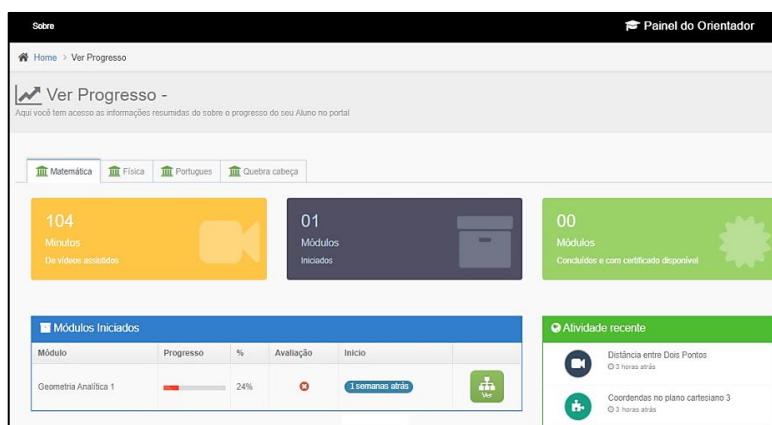 Sobre
Painel do Orientador
Home > Ver Progresso
Ver Progresso -
Aqui você tem acesso as informações resumidas do sobre o progresso do seu Aluno no portal
Matemática Física Portugues Quebra cabeça
104
Minutos
De vídeos assistidos
01
Módulos
Iniciados
00
Módulos
Concluídos e com certificado disponível
Módulos Iniciados
Módulo Progresso % Avaliação Inicio
Geometria Analítica 1 24% 1 semanas atrás Ver
Atividade recente
Distância entre Dois Pontos
3 horas atrás
Coordendas no plano cartesiano 3
3 horas atrás